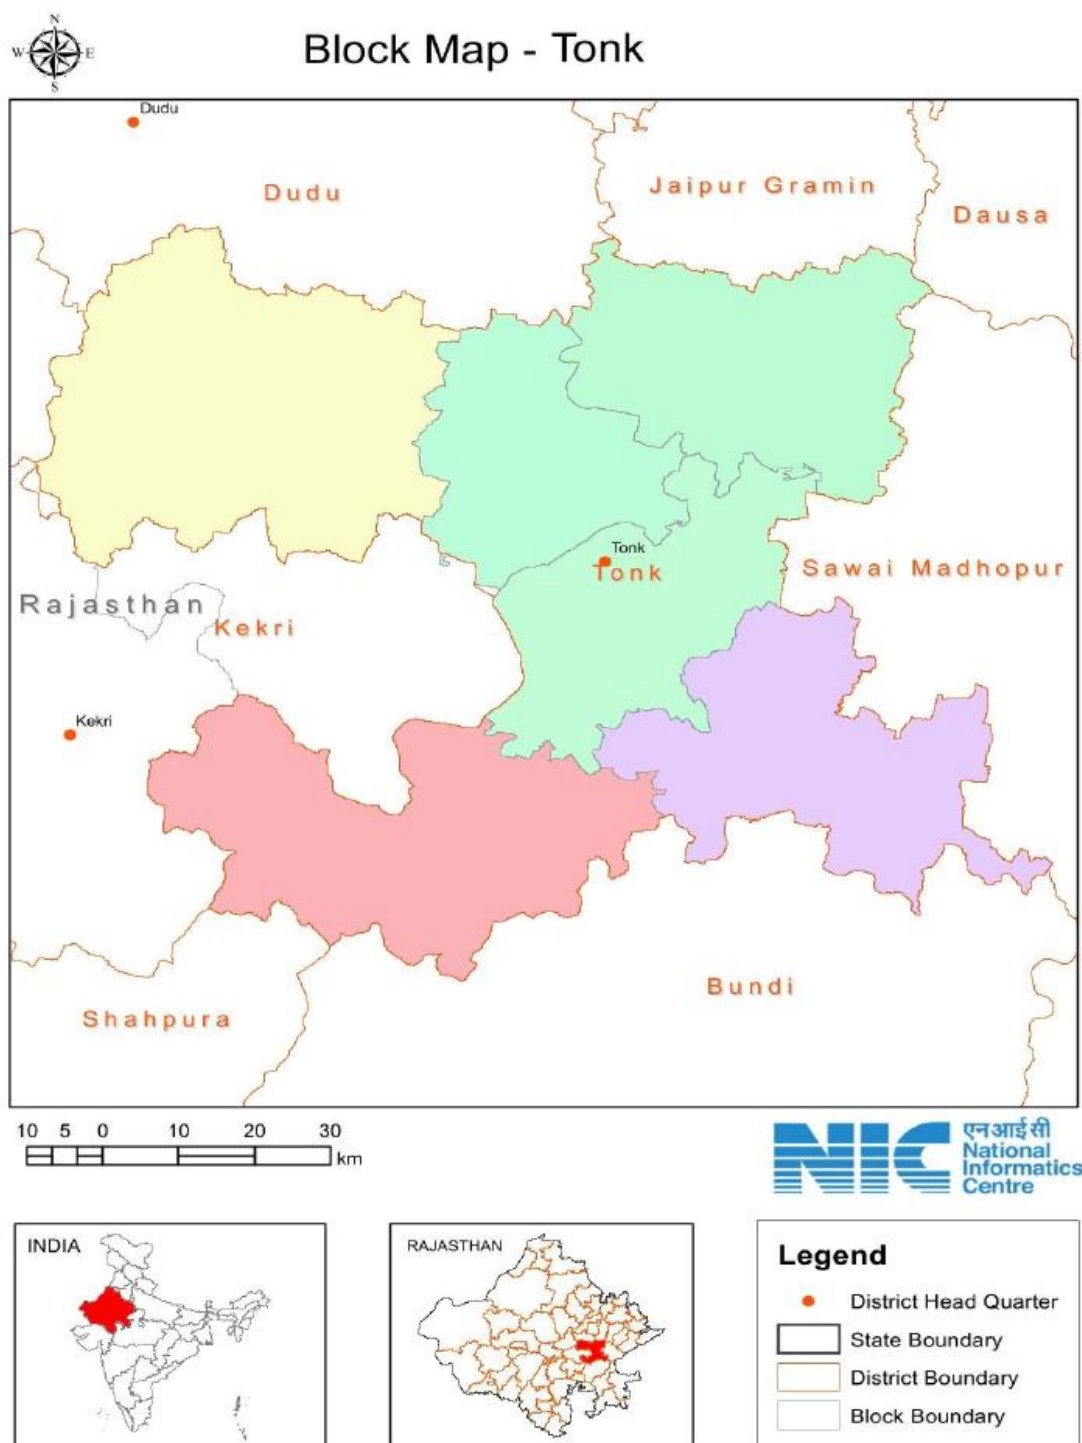 N
W E
S
Block Map - Tonk
Dudu
Dudu
Jaipur Gramin
Dausa
Tonk
Tonk
Sawai Madhopur
Rajasthan
Kekri
Kekri
Bundi
Shahpura
10 5 0 10 20 30
km
NIC
एनआईसी
National
Informatics
Centre
INDIA
RAJASTHAN
Legend
District Head Quarter
State Boundary
District Boundary
Block Boundary